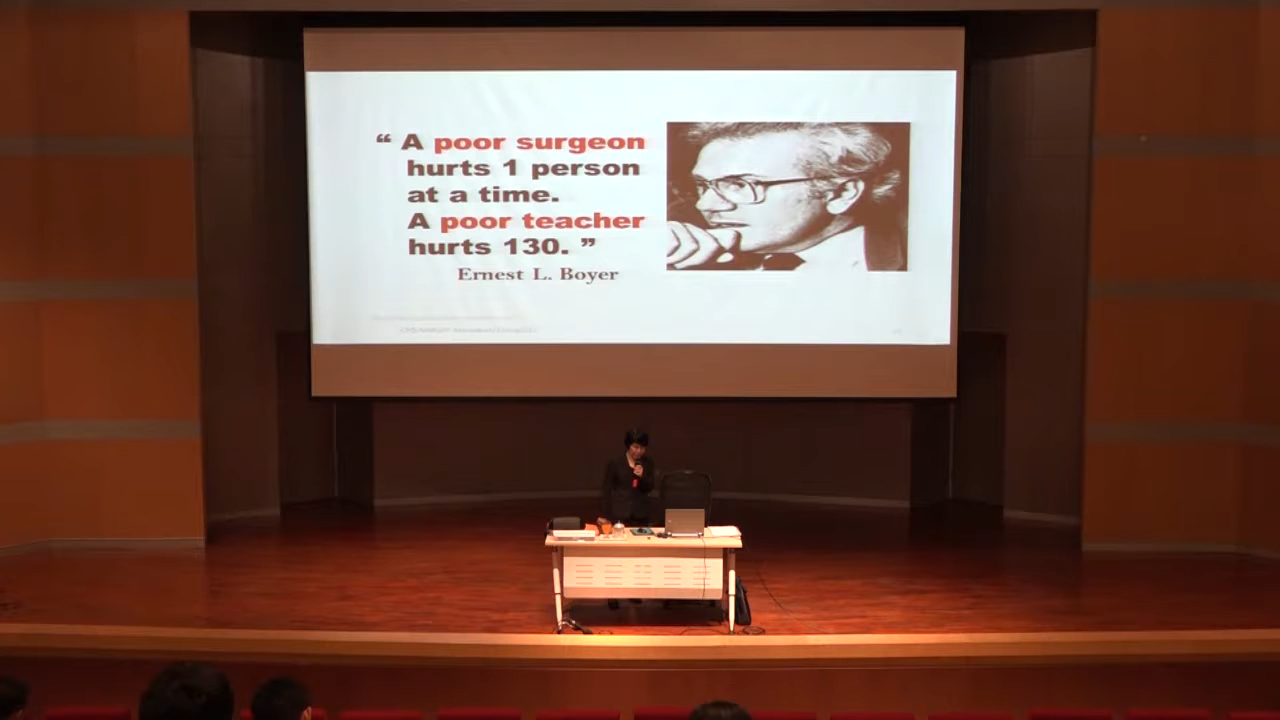 “ A poor surgeon
hurts 1 person
at a time.
A poor teacher
hurts 130. ”
Ernest L. Boyer